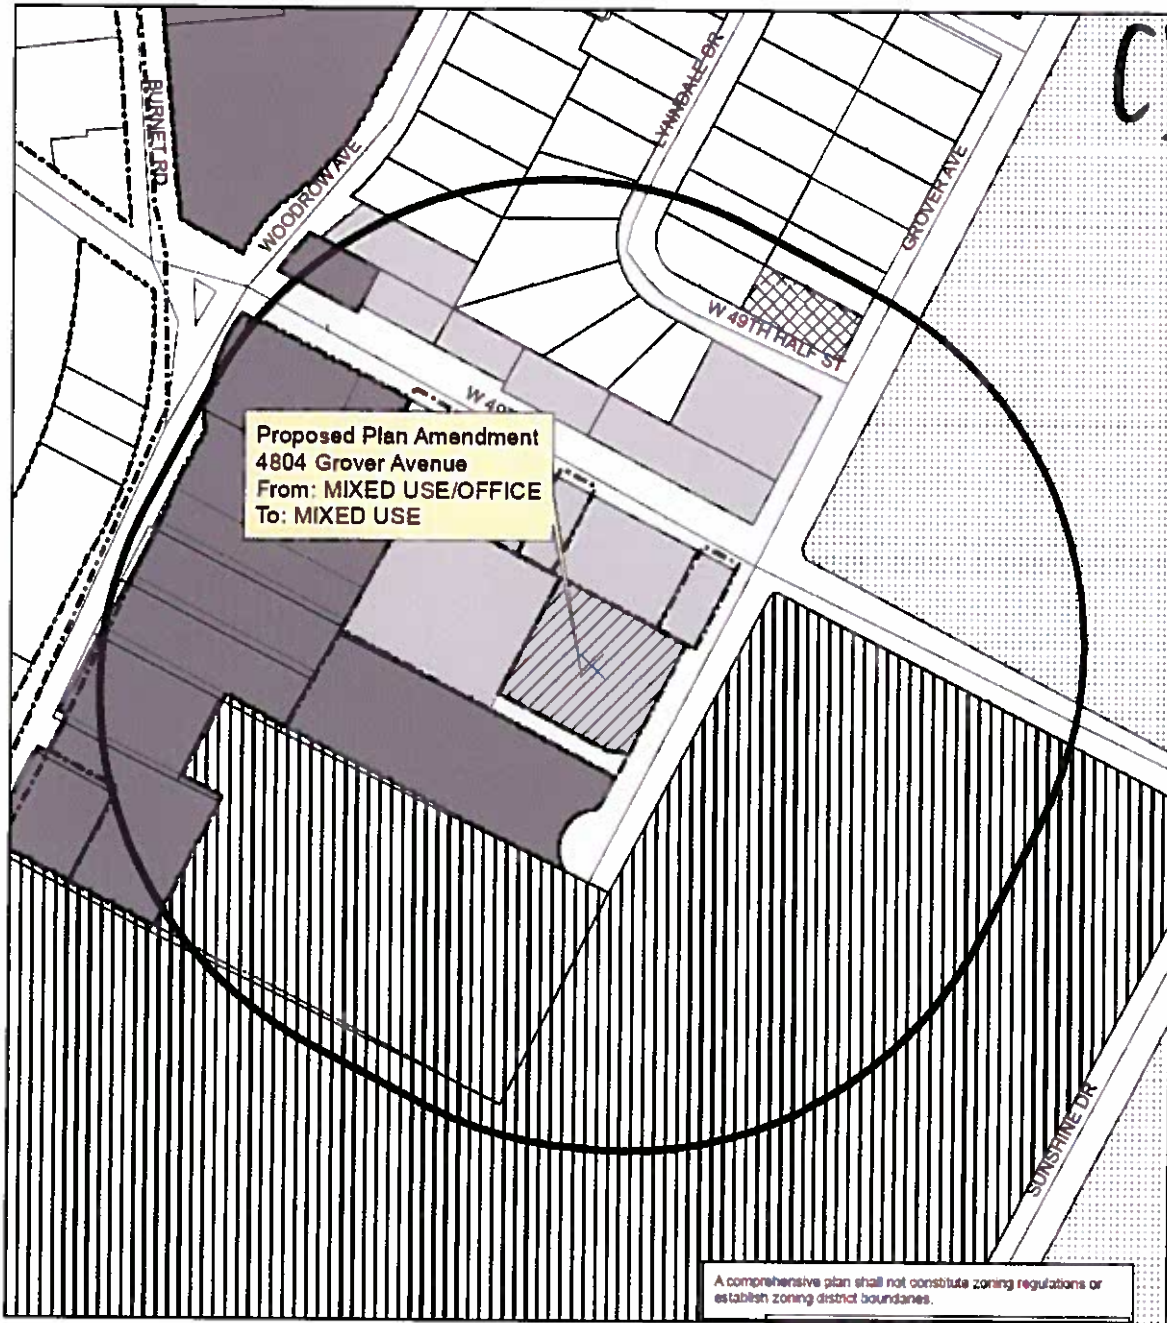 BURNET RD
WOODROW AVE
LYNNDALE DR
GROVER AVE
W 49TH HALF ST
Proposed Plan Amendment
4804 Grover Avenue
From: MIXED USE/OFFICE
To: MIXED USE
SUNSHINE DR
A comprehensive plan shall not constitute zoning regulations or
establish zoning district boundaries.